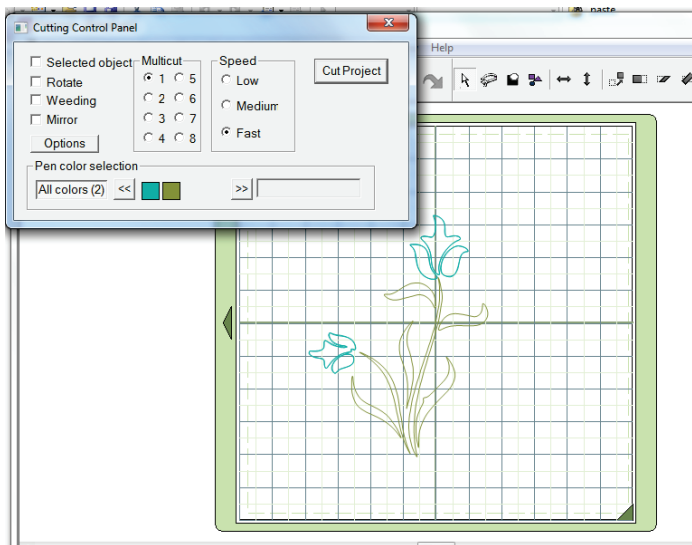 paste
Cutting Control Panel
Help
Selected object
Rotate
Weeding
Mirror
Options
Multicut
1 5
2 6
3 7
4 8
Speed
Low
Medium
Fast
Cut Project
Pen color selection
All colors (2) << >>